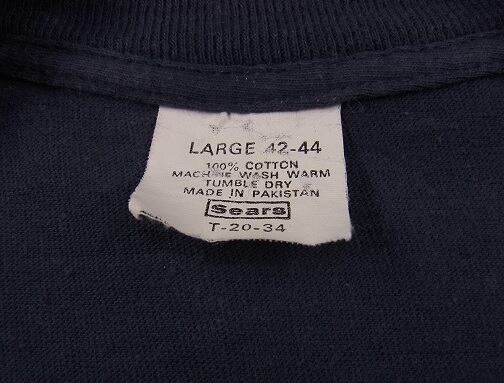 LARGE 42-44
100% COTTON
MACHINE WASH WARM
TUMBLE DRY
MADE IN PAKISTAN
Sears
T-20-34